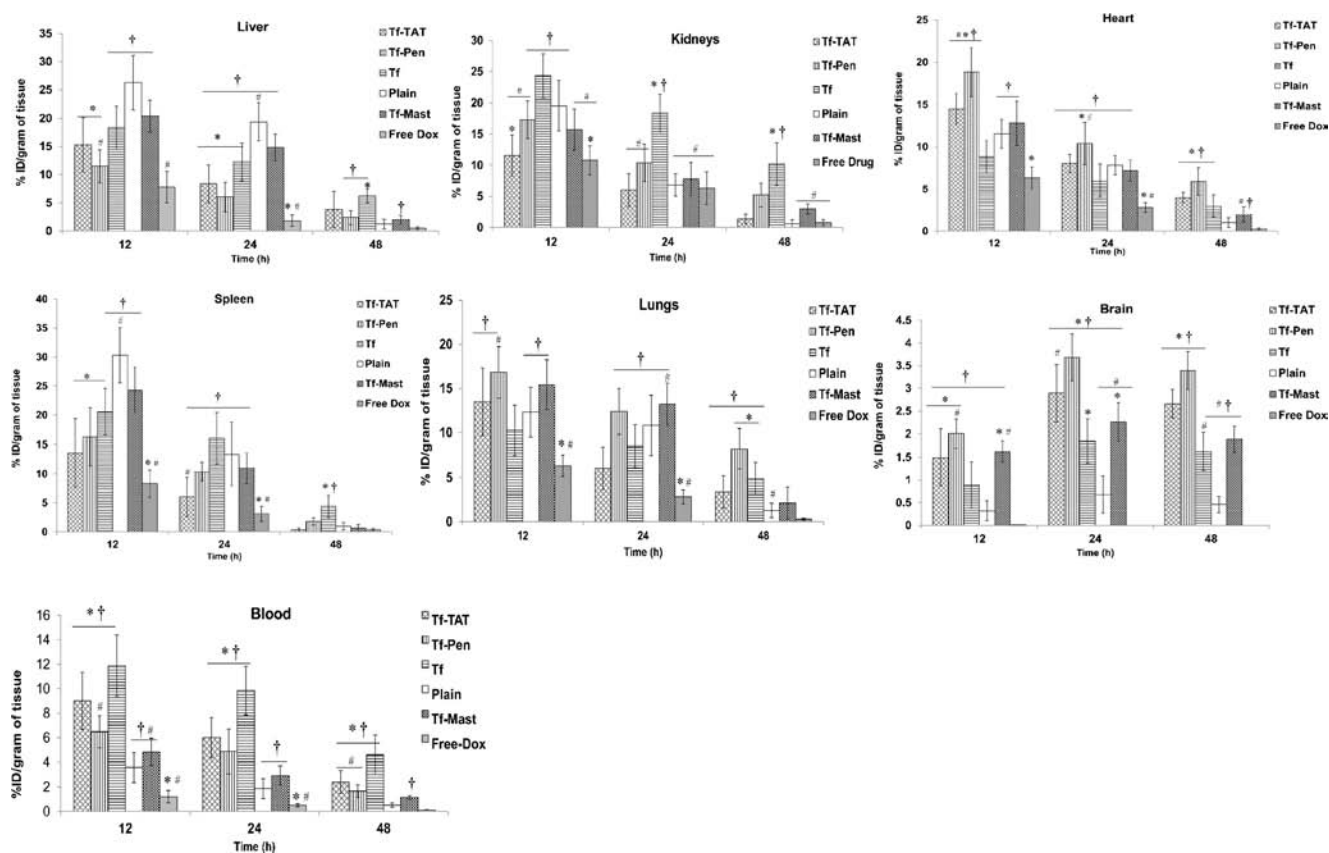 Liver
% ID/gram of tissue
35
30
25
20
15
10
5
0
* # † #
* † # * #
† * †
12 24 48
Time (h)
Tf-TAT
Tf-Pen
Tf
Plain
Tf-Mast
Free Dox
Kidneys
% ID/gram of tissue
30
25
20
15
10
5
0
* # † # *
# * † #
* † #
12 24 48
Time (h)
Tf-TAT
Tf-Pen
Tf
Plain
Tf-Mast
Free Drug
Heart
% ID/gram of tissue
25
20
15
10
5
0
# * † † *
† * # * #
* † # †
12 24 48
Time (h)
Tf-TAT
Tf-Pen
Tf
Plain
Tf-Mast
Free Dox
Spleen
% ID/gram of tissue
40
35
30
25
20
15
10
5
0
* † # * #
# † * #
* †
12 24 48
Time (h)
Tf-TAT
Tf-Pen
Tf
Plain
Tf-Mast
Free Dox
Lungs
% ID/gram of tissue
25
20
15
10
5
0
† # † * #
† # * #
† * #
12 24 48
Time (h)
Tf-TAT
Tf-Pen
Tf
Plain
Tf-Mast
Free Dox
Brain
% ID/gram of tissue
4.5
4
3.5
3
2.5
2
1.5
1
0.5
0
† * # * #
* † # * # *
* † # # †
12 24 48
Time (h)
Tf-TAT
Tf-Pen
Tf
Plain
Tf-Mast
Free Dox
Blood
%ID/gram of tissue
16
14
12
10
8
6
4
2
0
* † # † # * #
* † † * #
* † # †
12 24 48
Time (h)
Tf-TAT
Tf-Pen
Tf
Plain
Tf-Mast
Free-Dox